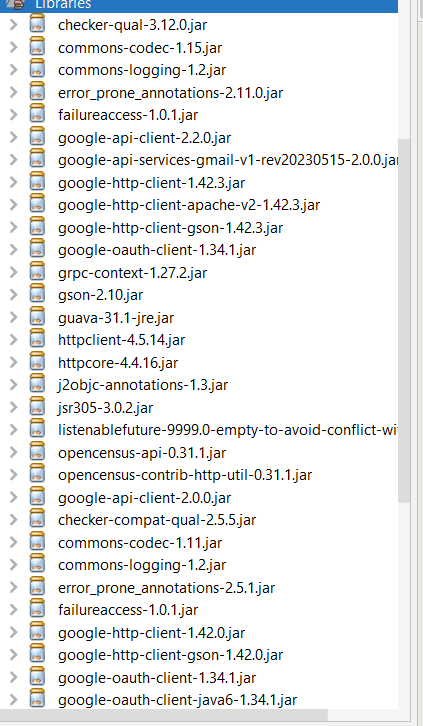 Libraries
checker-qual-3.12.0.jar
commons-codec-1.15.jar
commons-logging-1.2.jar
error_prone_annotations-2.11.0.jar
failureaccess-1.0.1.jar
google-api-client-2.2.0.jar
google-api-services-gmail-v1-rev20230515-2.0.0.jar
google-http-client-1.42.3.jar
google-http-client-apache-v2-1.42.3.jar
google-http-client-gson-1.42.3.jar
google-oauth-client-1.34.1.jar
grpc-context-1.27.2.jar
gson-2.10.jar
guava-31.1-jre.jar
httpclient-4.5.14.jar
httpcore-4.4.16.jar
j2objc-annotations-1.3.jar
jsr305-3.0.2.jar
listenablefuture-9999.0-empty-to-avoid-conflict-wi
opencensus-api-0.31.1.jar
opencensus-contrib-http-util-0.31.1.jar
google-api-client-2.0.0.jar
checker-compat-qual-2.5.5.jar
commons-codec-1.11.jar
commons-logging-1.2.jar
error_prone_annotations-2.5.1.jar
failureaccess-1.0.1.jar
google-http-client-1.42.0.jar
google-http-client-gson-1.42.0.jar
google-oauth-client-1.34.1.jar
google-oauth-client-java6-1.34.1.jar